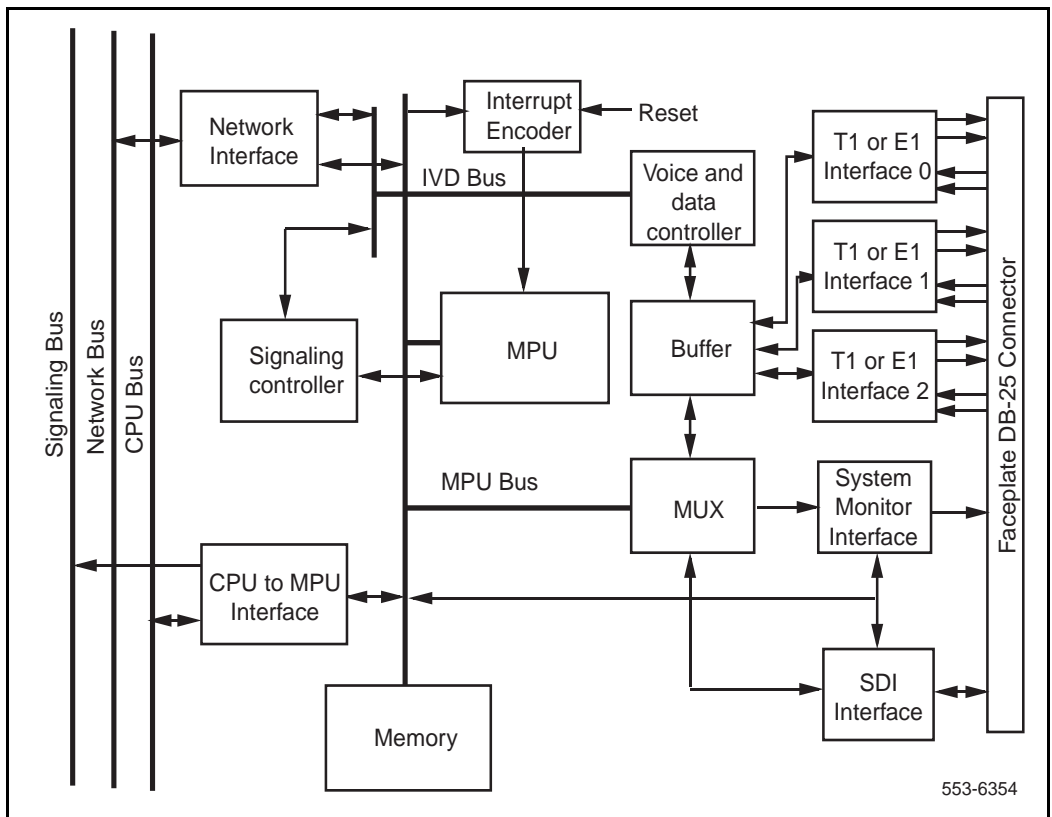 Interrupt
Encoder
Reset
Network
Interface
T1 or E1
Interface 0
IVD Bus
Voice and
data
controller
T1 or E1
Interface 1
Signaling Bus
Network Bus
CPU Bus
Signaling
controller
MPU
Buffer
T1 or E1
Interface 2
Faceplate DB-25 Connector
MPU Bus
MUX
System
Monitor
Interface
CPU to MPU
Interface
SDI
Interface
Memory
553-6354